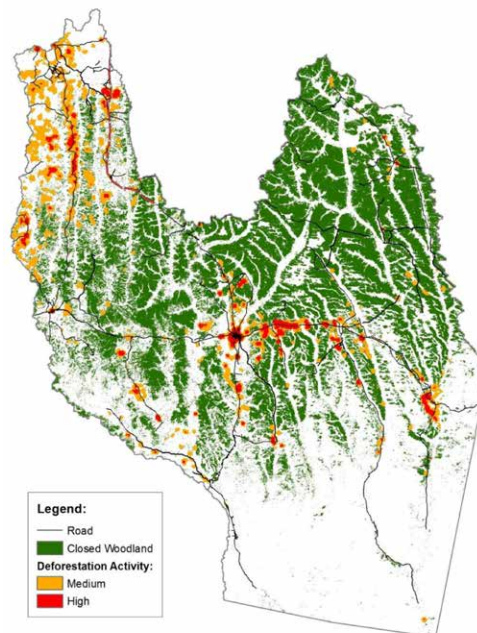 Legend:
Road
Closed Woodland
Deforestation Activity:
Medium
High